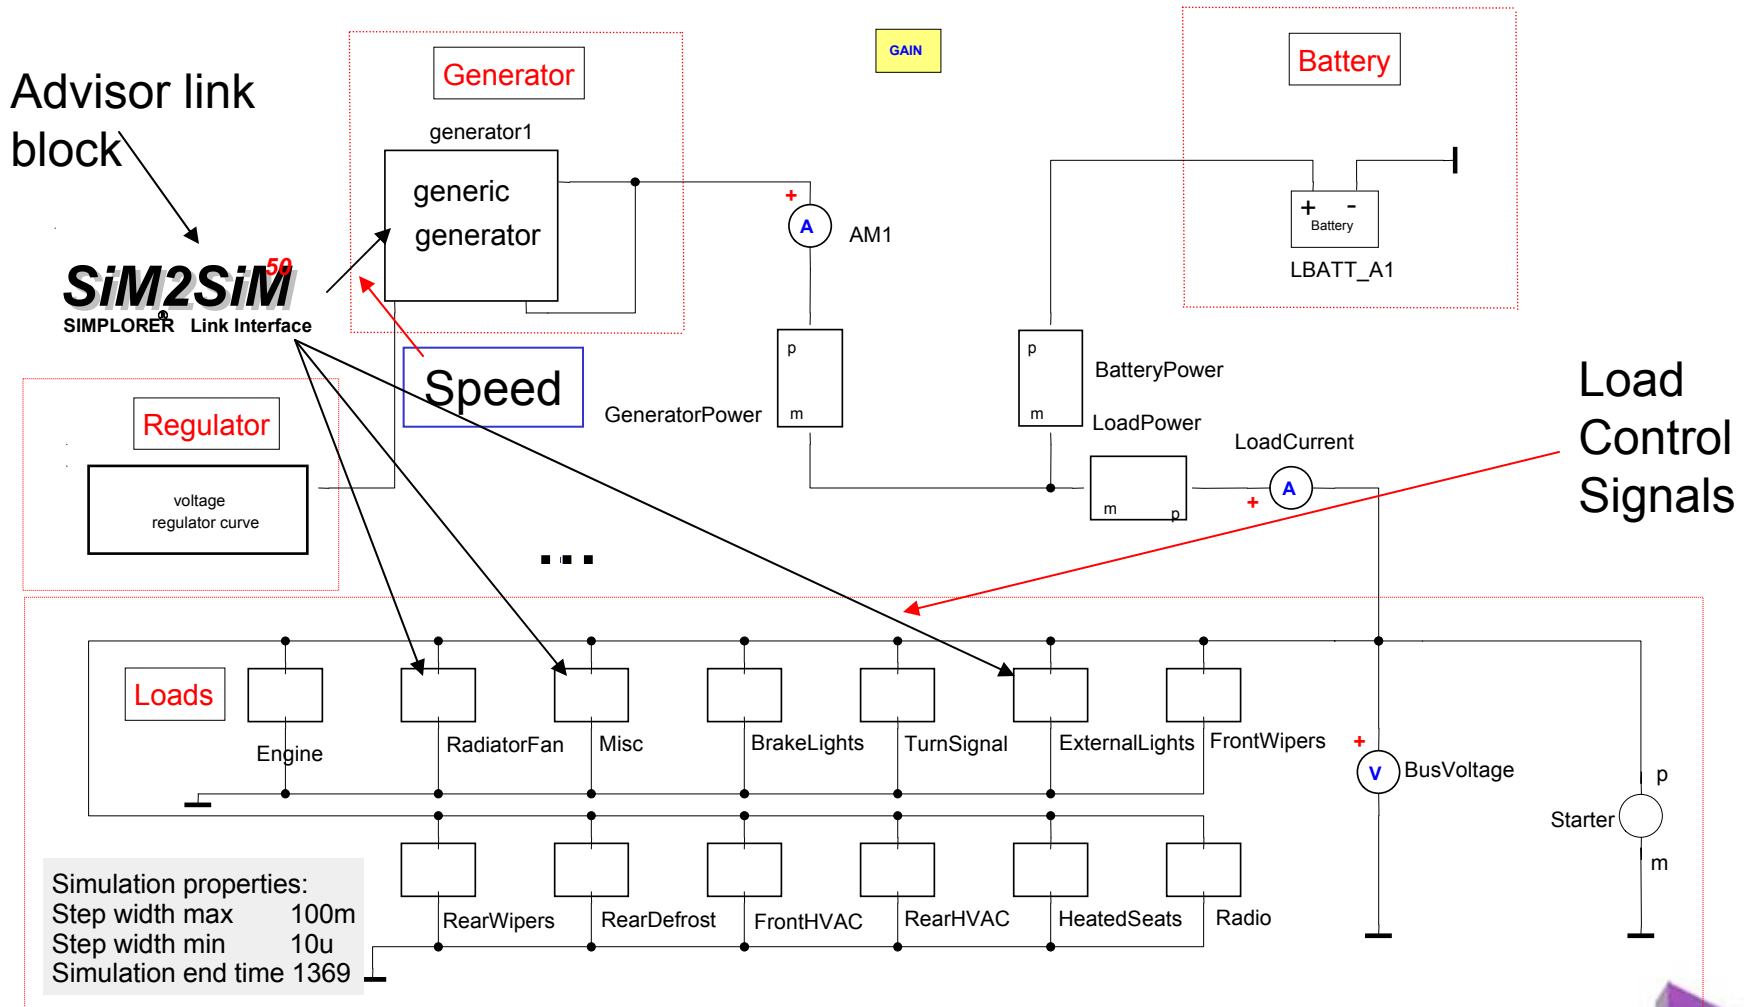 Advisor link
block
Generator
generator1
generic
generator
GAIN
Battery
+ -
Battery
LBATT_A1
+
A
AM1
SiM2SiM
50
®
SIMPLORER Link Interface
Speed
Regulator
voltage
regulator curve
p
GeneratorPower
m
p
BatteryPower
m
LoadPower
m
p
LoadCurrent
+
A
Load
Control
Signals
...
Loads
Engine
RadiatorFan
Misc
BrakeLights
TurnSignal
ExternalLights
FrontWipers
+
V
BusVoltage
p
Starter
m
RearWipers
RearDefrost
FrontHVAC
RearHVAC
HeatedSeats
Radio
Simulation properties:
Step width max 100m
Step width min 10u
Simulation end time 1369